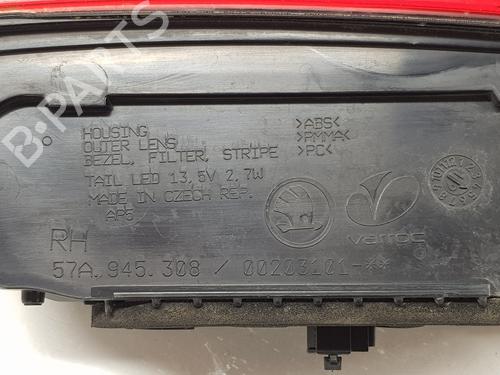 B-PARTS
HOUSING >ABS<
OUTER LENS >PMMA<
BEZEL, FILTER, STRIPE >PC<
TAIL LED 13,5V 2,7W
MADE IN CZECH REP.
AP5
varroc
RH
57A.945.308 / 00203101-**